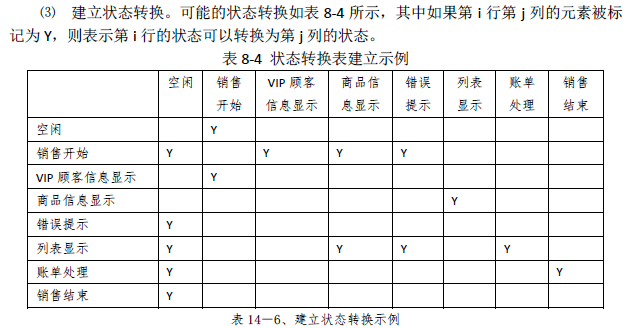 ⑶ 建立状态转换。可能的状态转换如表 8-4 所示，其中如果第 i 行第 j 列的元素被标
记为 Y，则表示第 i 行的状态可以转换为第 j 列的状态。
表 8-4 状态转换表建立示例
空闲 销售开始 VIP 顾客信息显示 商品信息显示 错误提示 列表显示 账单处理 销售结束
空闲 Y
销售开始 Y Y Y Y
VIP 顾客信息显示 Y
商品信息显示 Y
错误提示 Y
列表显示 Y Y Y Y
账单处理 Y Y
销售结束 Y
表 14－6、建立状态转换示例